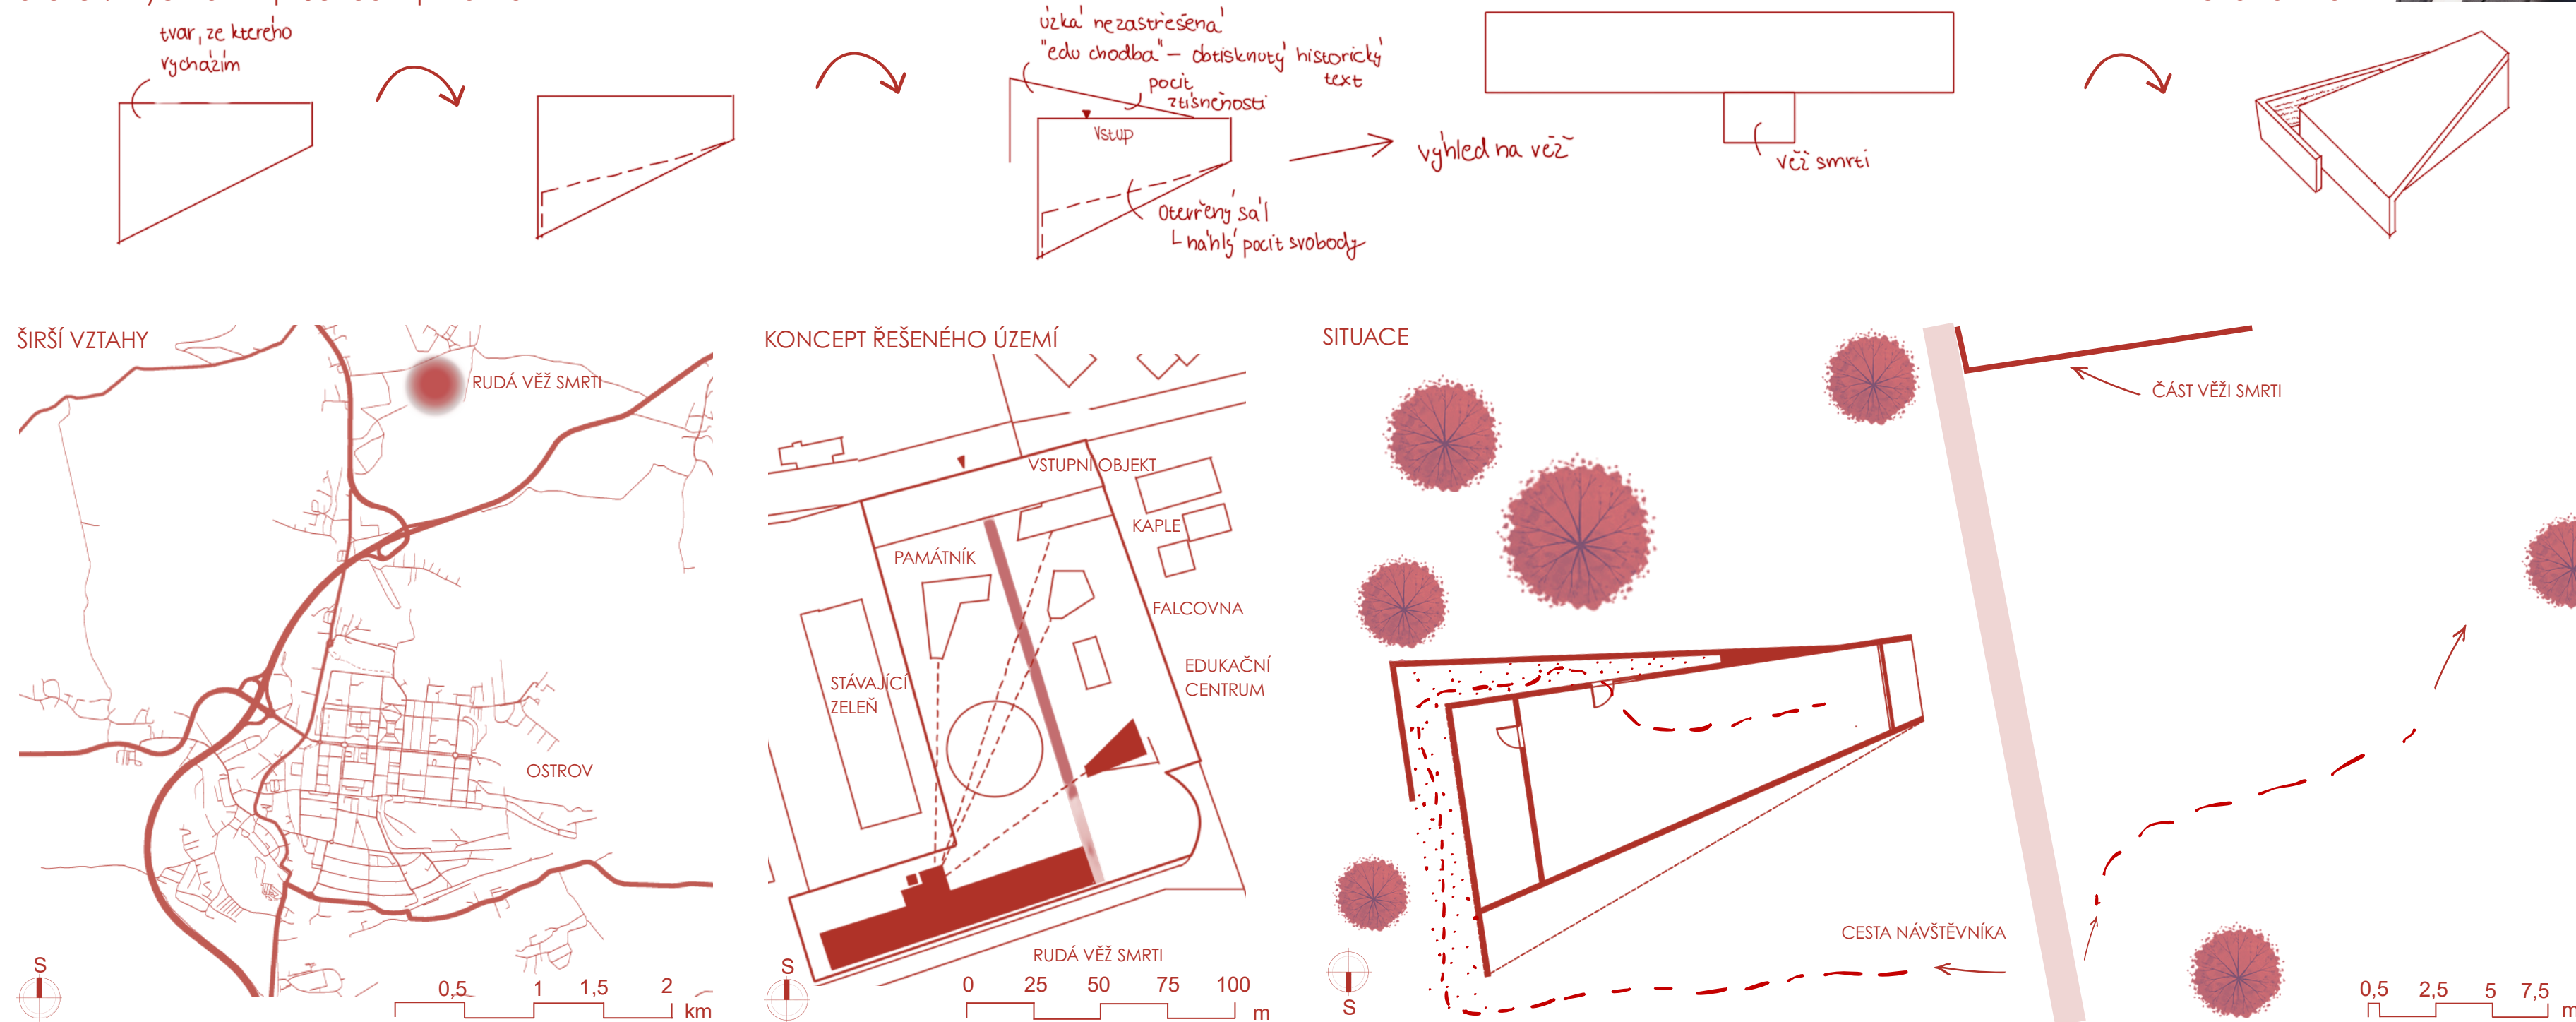 tvar, ze kterého
vycházím
úzká nezastřešená
"edu chodba" – obtisknutý historický
text
pocit
ztísněnosti
Vstup
Otevřený sál
└ náhlý pocit svobody
výhled na věž
věž smrti
ŠIRŠÍ VZTAHY
RUDÁ VĚŽ SMRTI
OSTROV
S
0,5 1 1,5 2
km
KONCEPT ŘEŠENÉHO ÚZEMÍ
VSTUPNÍ OBJEKT
KAPLE
PAMÁTNÍK
FALCOVNA
STÁVAJÍCÍ
ZELEŇ
EDUKAČNÍ
CENTRUM
RUDÁ VĚŽ SMRTI
S
0 25 50 75 100
m
SITUACE
ČÁST VĚŽI SMRTI
CESTA NÁVŠTĚVNÍKA
S
0,5 2,5 5 7,5
m